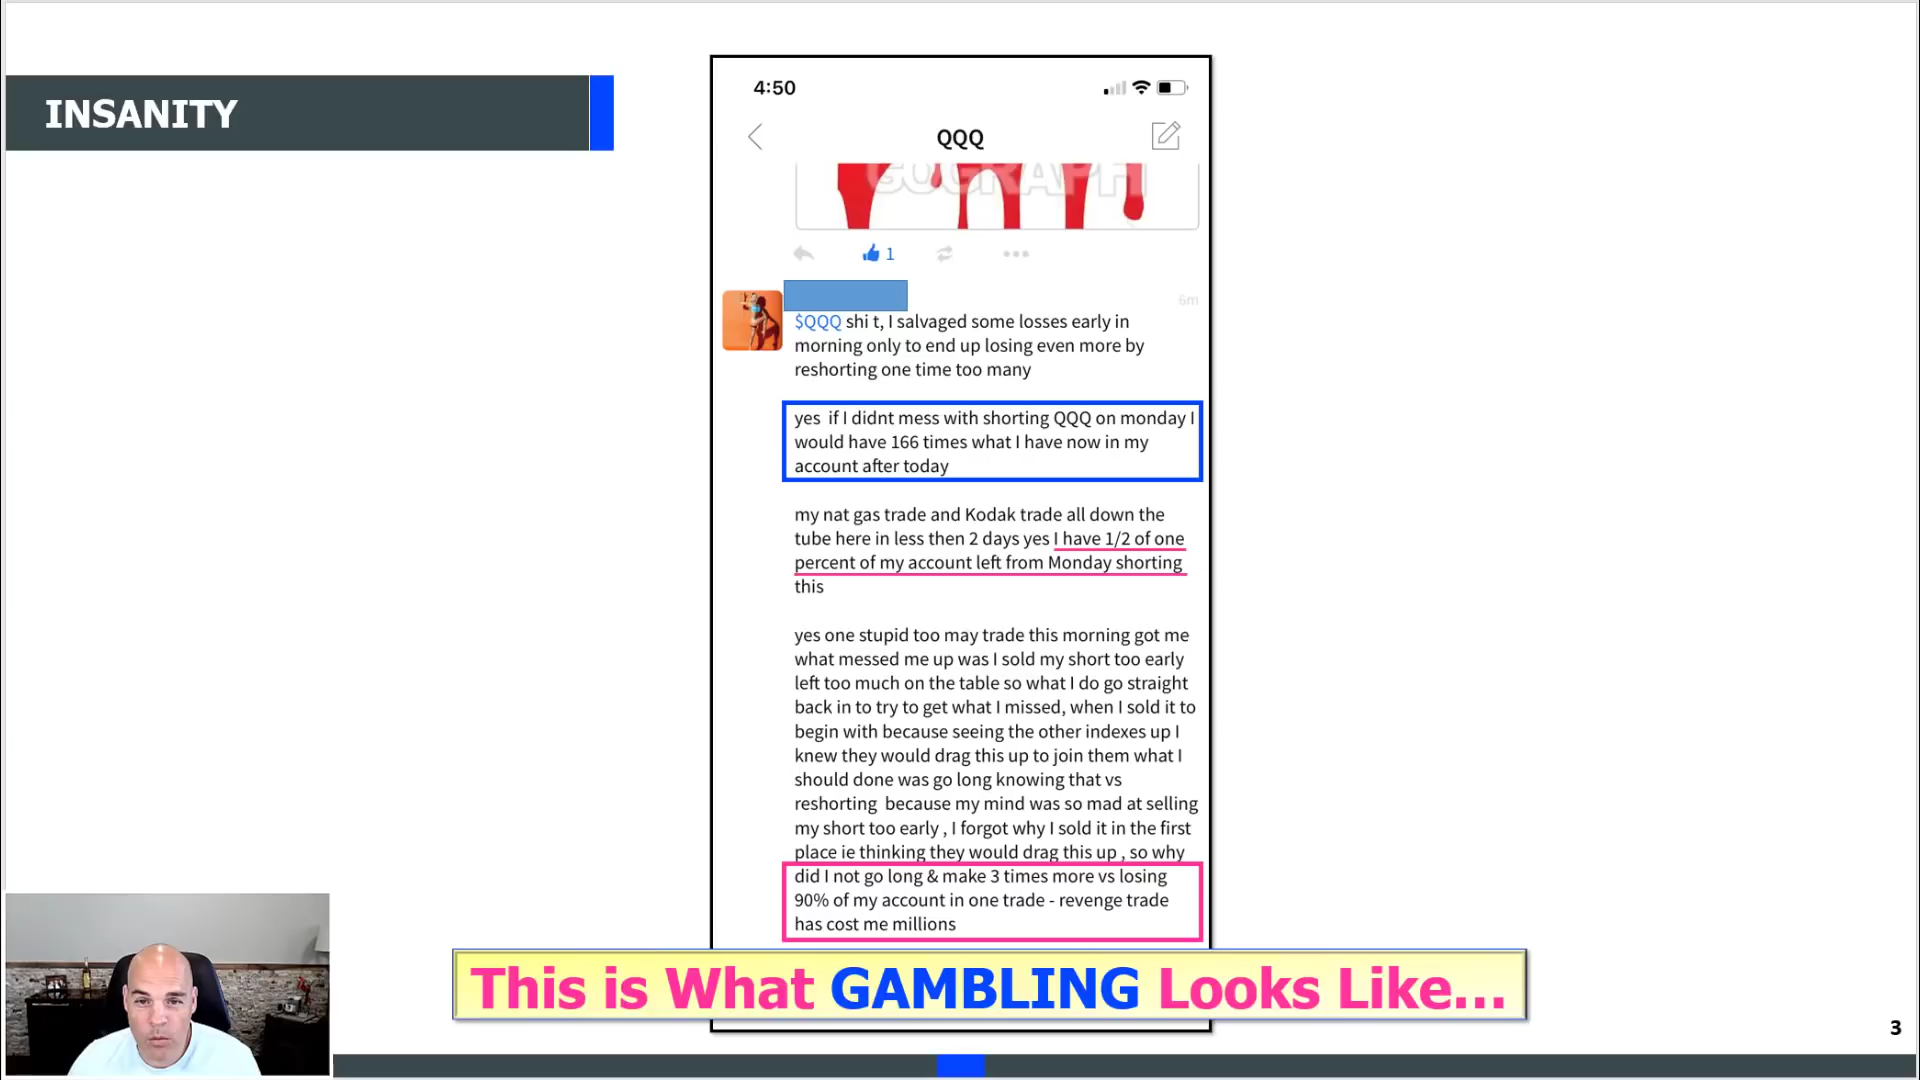 INSANITY
4:50
QQQ
GOGRAPH
1
6m
$QQQ shi t, I salvaged some losses early in
morning only to end up losing even more by
reshorting one time too many
yes  if I didnt mess with shorting QQQ on monday I
would have 166 times what I have now in my
account after today
my nat gas trade and Kodak trade all down the
tube here in less then 2 days yes I have 1/2 of one
percent of my account left from Monday shorting
this
yes one stupid too may trade this morning got me
what messed me up was I sold my short too early
left too much on the table so what I do go straight
back in to try to get what I missed, when I sold it to
begin with because seeing the other indexes up I
knew they would drag this up to join them what I
should done was go long knowing that vs
reshorting  because my mind was so mad at selling
my short too early , I forgot why I sold it in the first
place ie thinking they would drag this up , so why
did I not go long & make 3 times more vs losing
90% of my account in one trade - revenge trade
has cost me millions
This is What GAMBLING Looks Like...
3